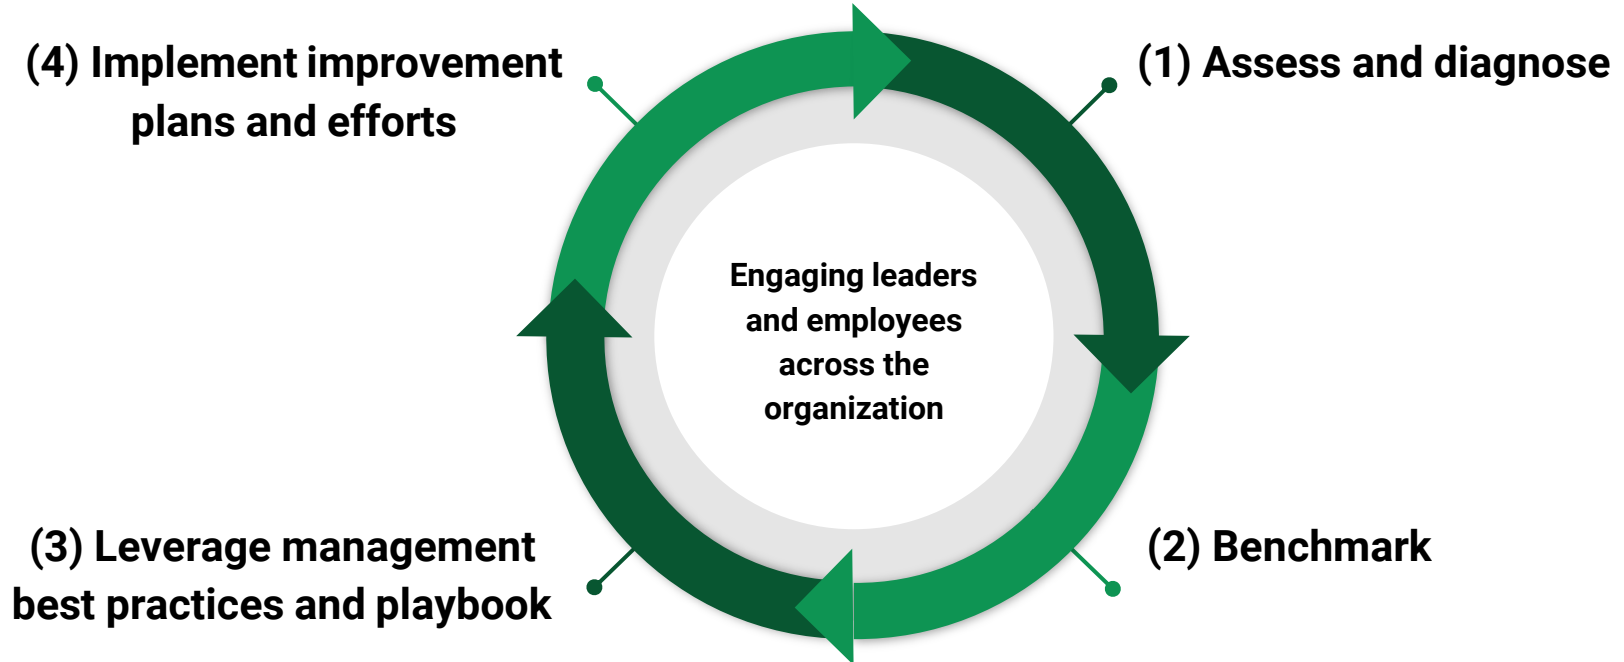 (1) Assess and diagnose
(2) Benchmark
(3) Leverage management
best practices and playbook
(4) Implement improvement
plans and efforts
Engaging leaders
and employees
across the
organization